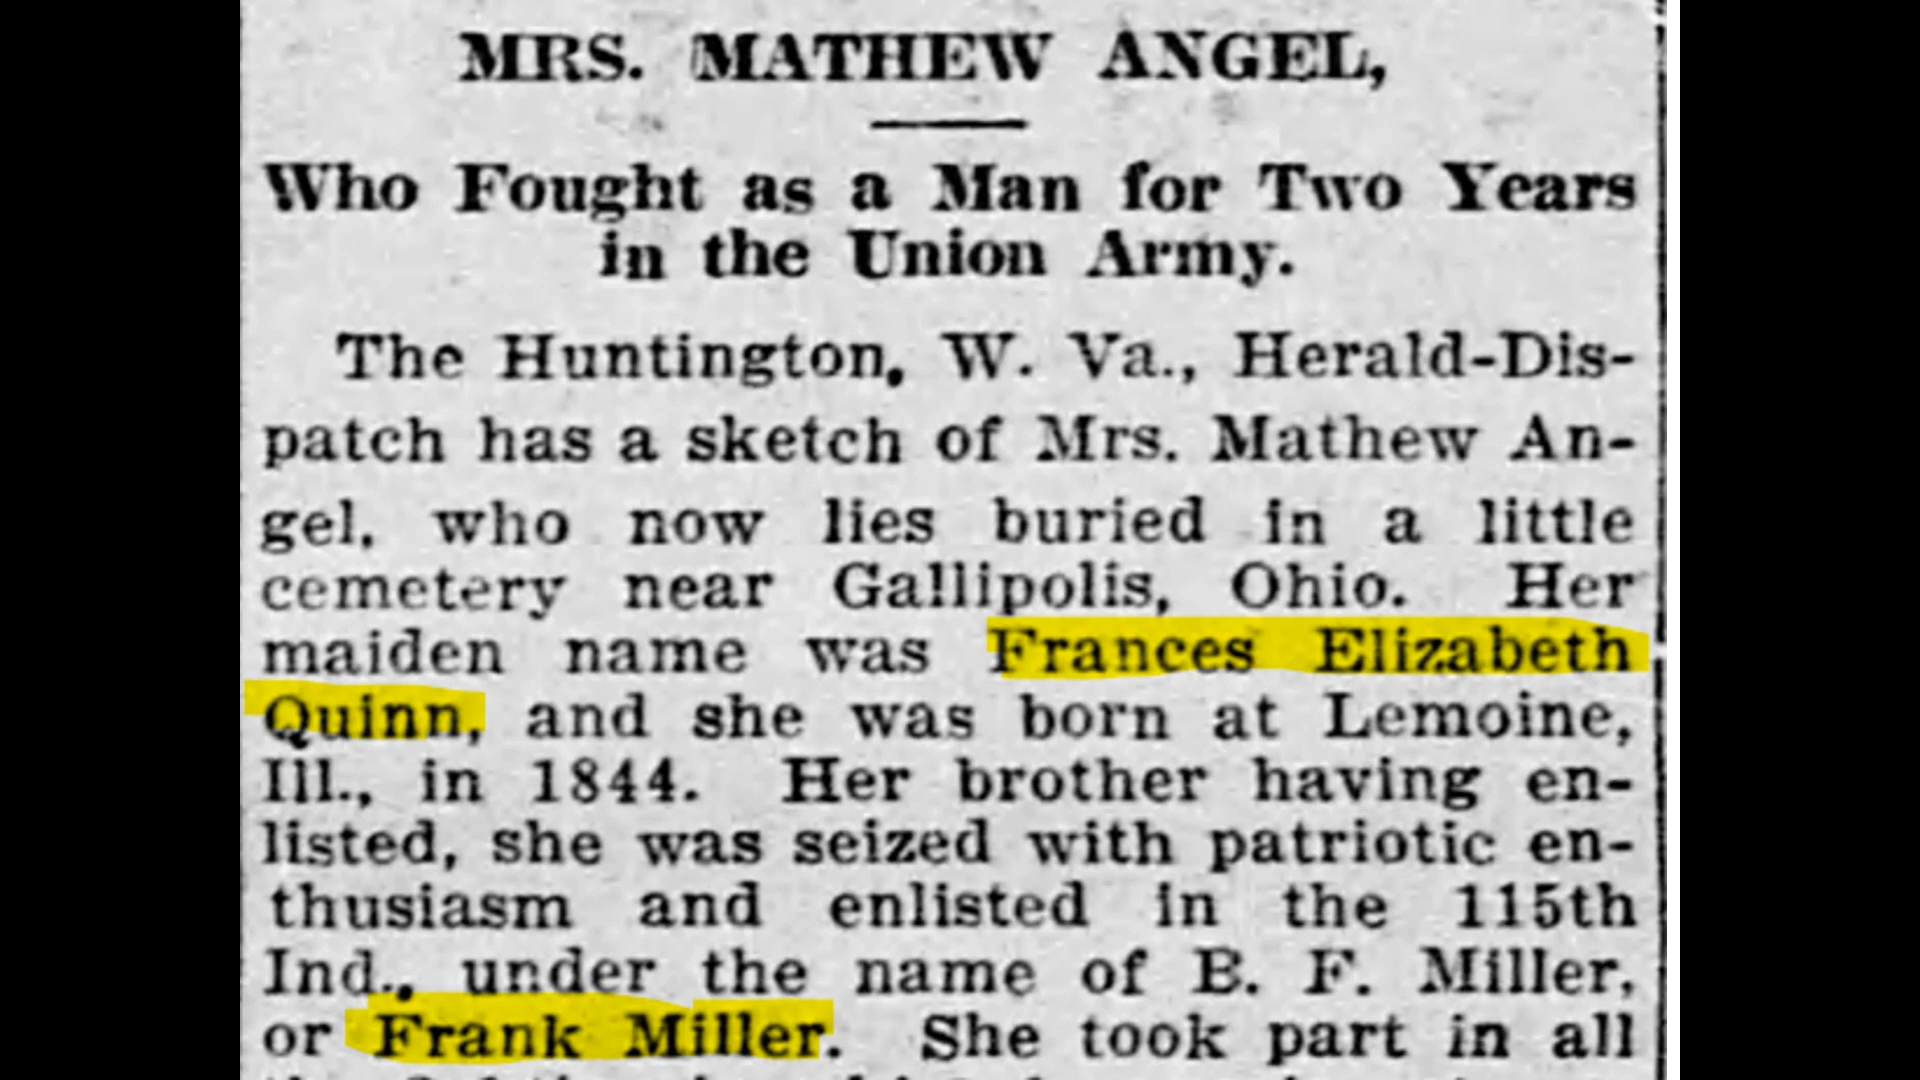 MRS. MATHEW ANGEL,
Who Fought as a Man for Two Years
in the Union Army.
The Huntington, W. Va., Herald-Dis-
patch has a sketch of Mrs. Mathew An-
gel, who now lies buried in a little
cemetery near Gallipolis, Ohio. Her
maiden name was Frances Elizabeth
Quinn, and she was born at Lemoine,
Ill., in 1844. Her brother having en-
listed, she was seized with patriotic en-
thusiasm and enlisted in the 115th
Ind., under the name of B. F. Miller,
or Frank Miller. She took part in all